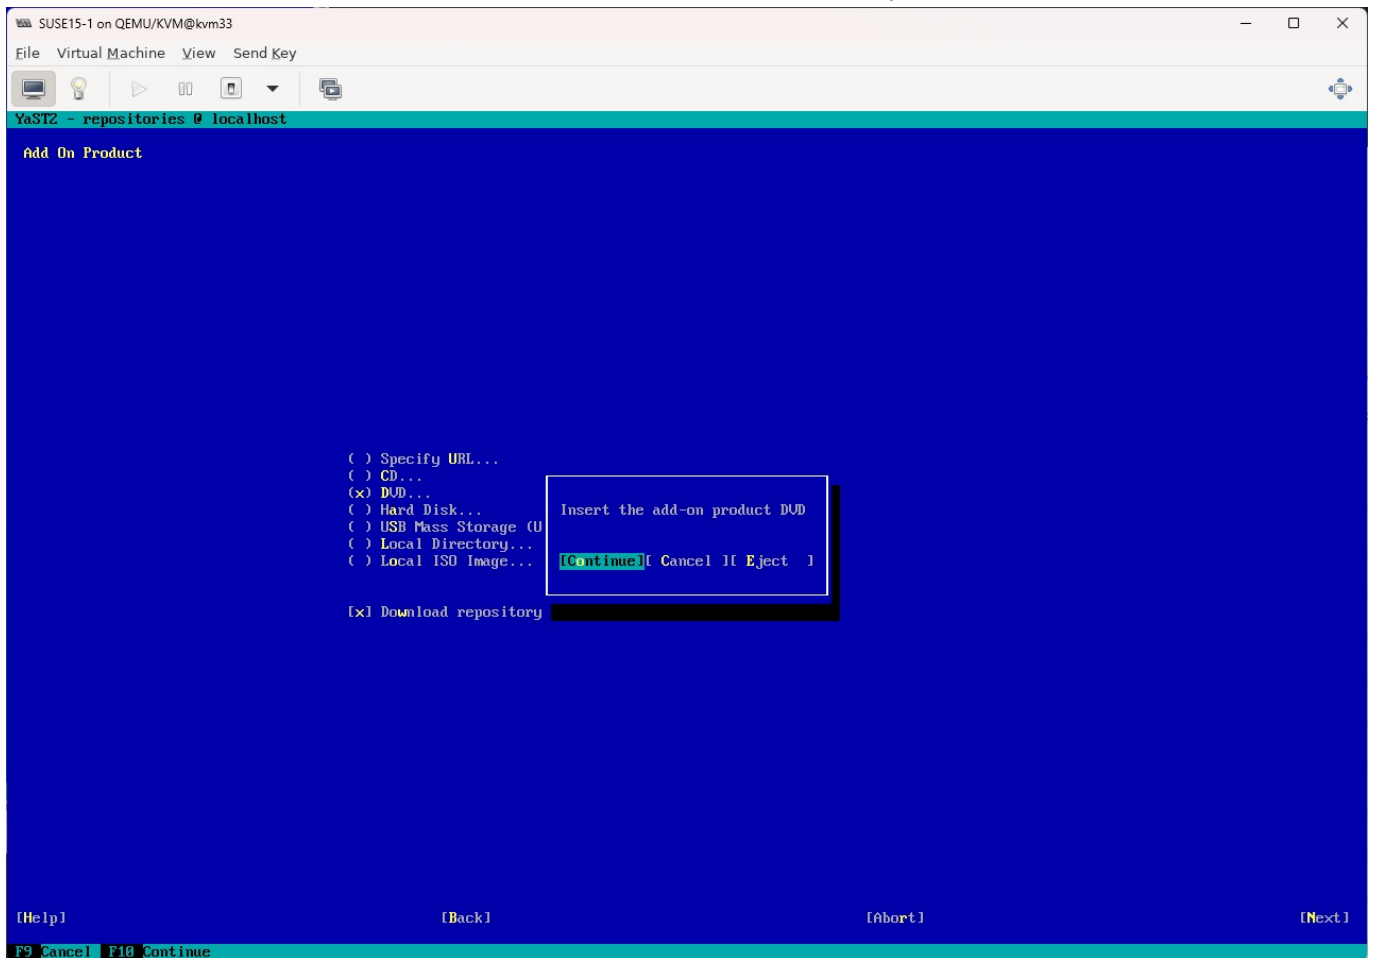 SUSE15-1 on QEMU/KVM@kvm33
File Virtual Machine View Send Key
YaST2 - repositories @ localhost
Add On Product
( ) Specify URL...
( ) CD...
(x) DVD...
( ) Hard Disk...
( ) USB Mass Storage (U
( ) Local Directory...
( ) Local ISO Image...
[x] Download repository
Insert the add-on product DVD
[Continue][ Cancel ][ Eject ]
[Help] [Back] [Abort] [Next]
F9 Cancel F10 Continue